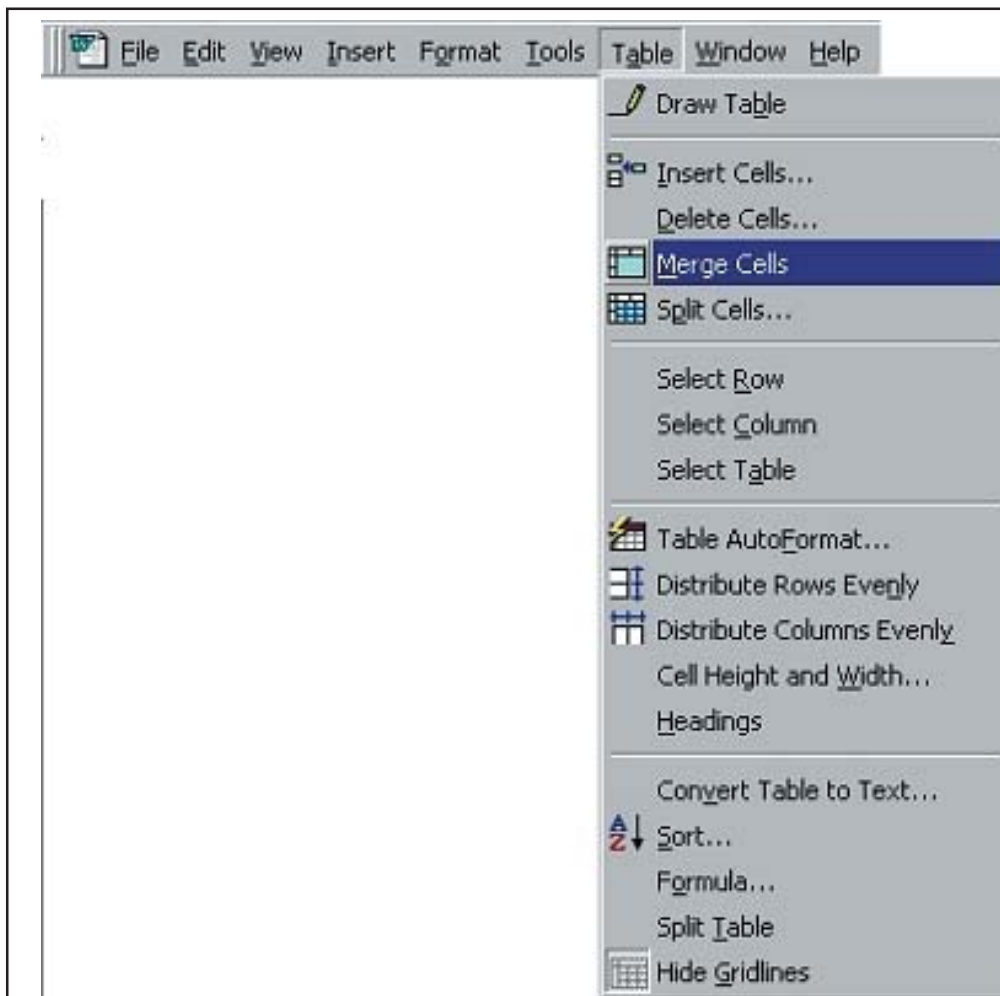 File Edit View Insert Format Tools Table Window Help
Draw Table
Insert Cells...
Delete Cells...
Merge Cells
Split Cells...
Select Row
Select Column
Select Table
Table AutoFormat...
Distribute Rows Evenly
Distribute Columns Evenly
Cell Height and Width...
Headings
Convert Table to Text...
Sort...
Formula...
Split Table
Hide Gridlines